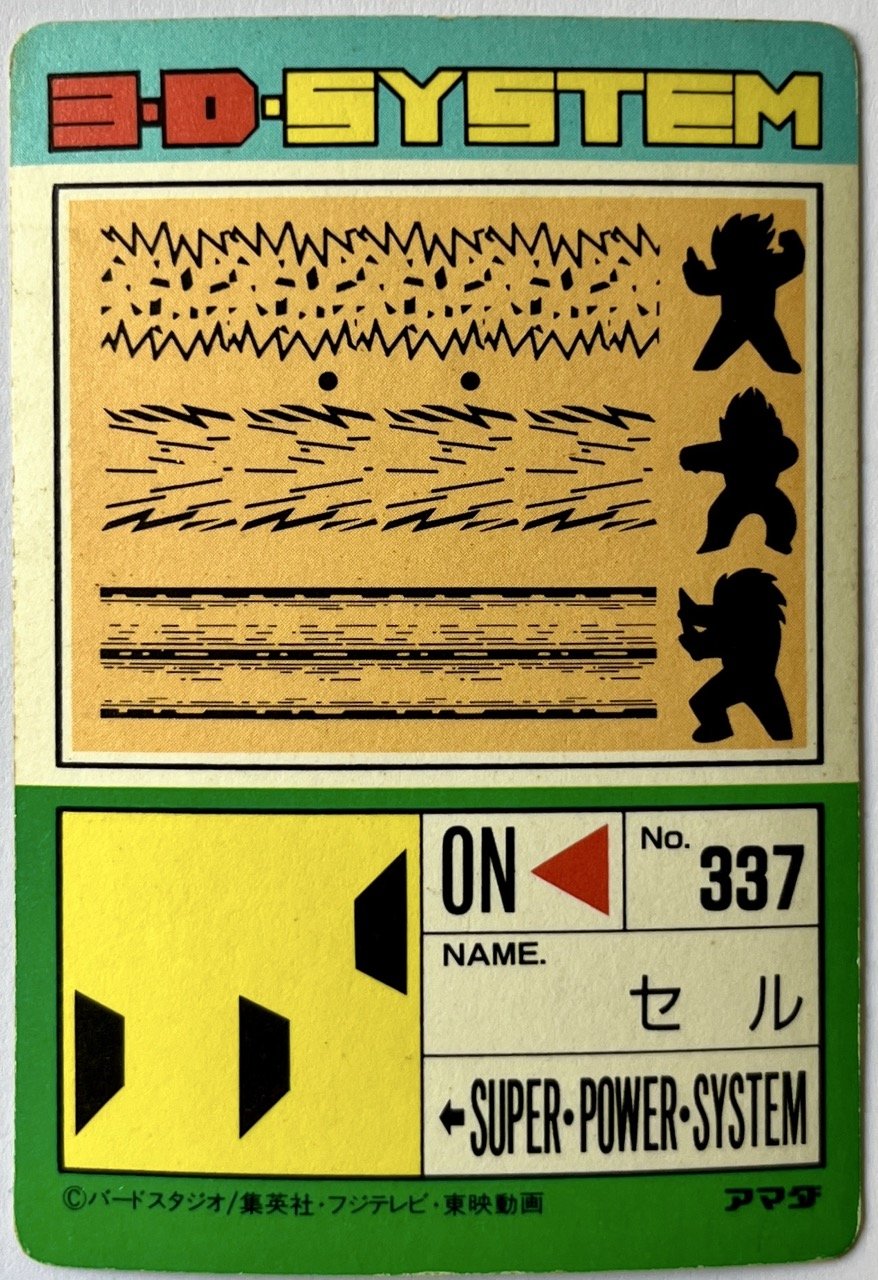 3·D·SYSTEM
ON
No. 337
NAME.
セル
←SUPER·POWER·SYSTEM
©バードスタジオ/集英社・フジテレビ・東映動画
アマダ